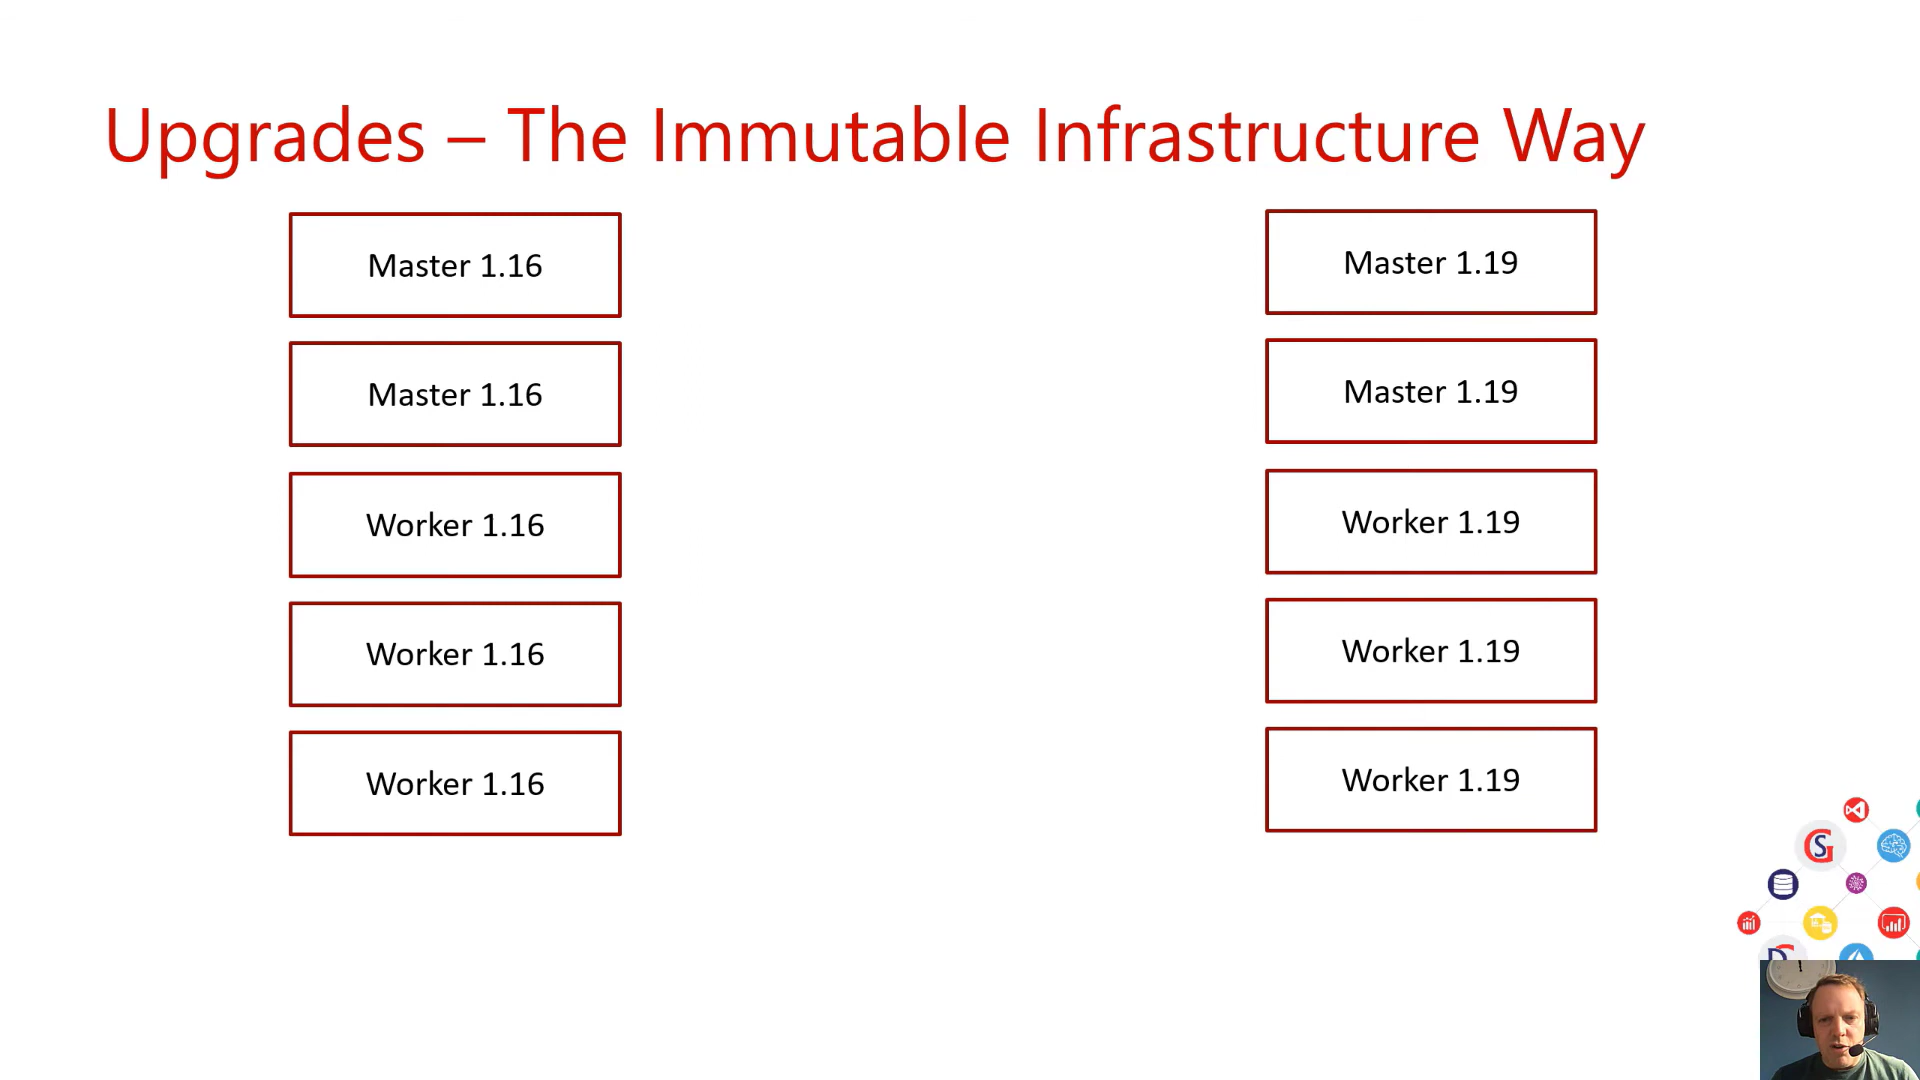 Upgrades – The Immutable Infrastructure Way
Master 1.16
Master 1.16
Worker 1.16
Worker 1.16
Worker 1.16
Master 1.19
Master 1.19
Worker 1.19
Worker 1.19
Worker 1.19